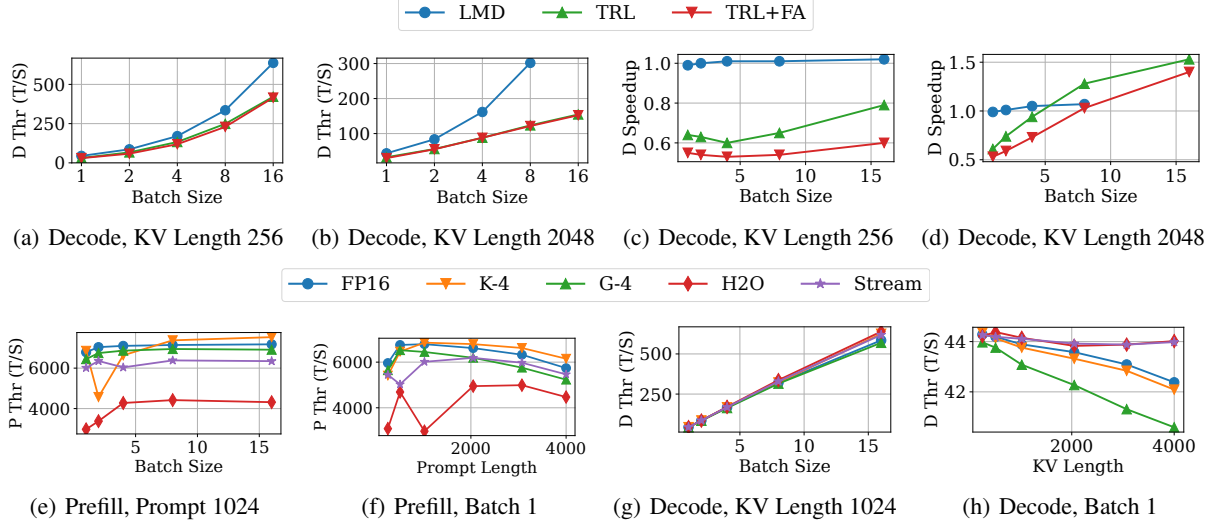 LMD TRL TRL+FA
D Thr (T/S)
500
250
0
1 2 4 8 16
Batch Size
D Thr (T/S)
300
200
100
1 2 4 8 16
Batch Size
D Speedup
1.0
0.8
0.6
5 10 15
Batch Size
D Speedup
1.5
1.0
0.5
5 10 15
Batch Size
(a) Decode, KV Length 256
(b) Decode, KV Length 2048
(c) Decode, KV Length 256
(d) Decode, KV Length 2048
FP16 K-4 G-4 H2O Stream
P Thr (T/S)
6000
4000
5 10 15
Batch Size
P Thr (T/S)
6000
4000
2000 4000
Prompt Length
D Thr (T/S)
500
250
5 10 15
Batch Size
D Thr (T/S)
44
42
2000 4000
KV Length
(e) Prefill, Prompt 1024
(f) Prefill, Batch 1
(g) Decode, KV Length 1024
(h) Decode, Batch 1